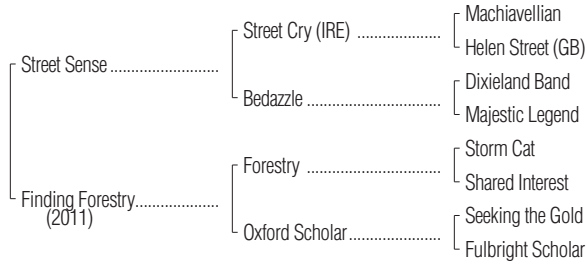 Machiavellian
Street Cry (IRE) ....................
Helen Street (GB)
Street Sense ..........................
Dixieland Band
Bedazzle ................................
Majestic Legend
Storm Cat
Forestry ................................
Shared Interest
Finding Forestry....................
(2011)
Seeking the Gold
Oxford Scholar......................
Fulbright Scholar